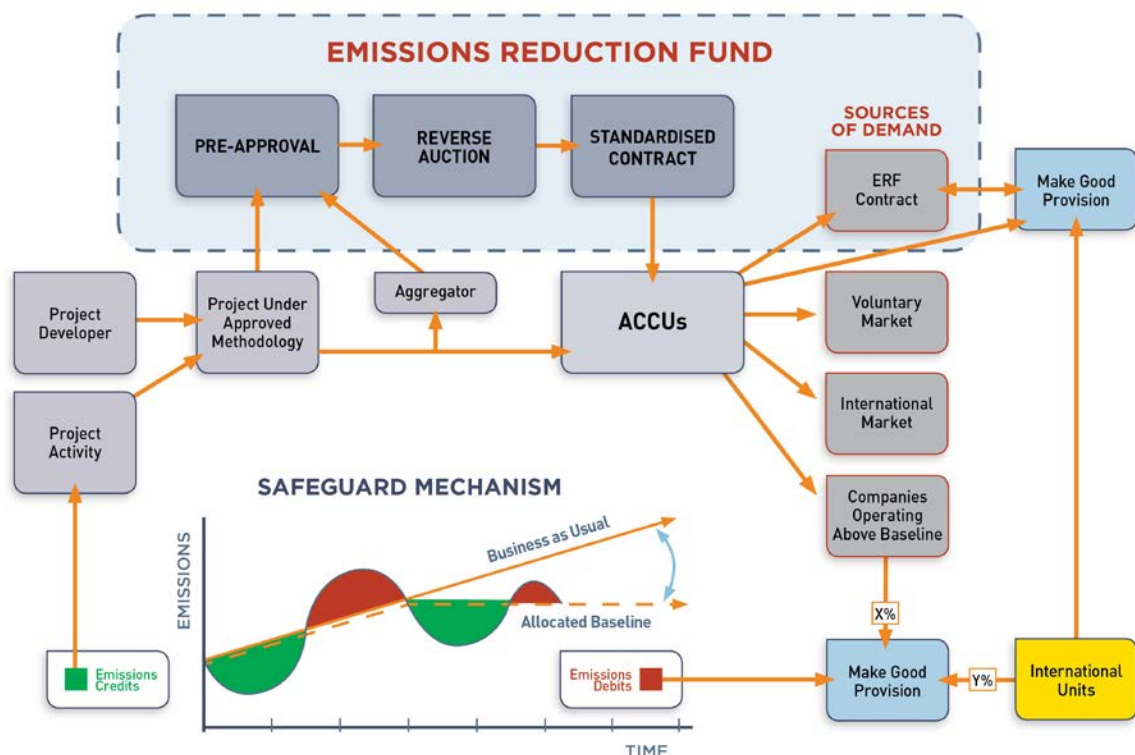 EMISSIONS REDUCTION FUND
PRE-APPROVAL
REVERSE
AUCTION
STANDARDISED
CONTRACT
SOURCES
OF DEMAND
ERF
Contract
Make Good
Provision
Project
Developer
Project Under
Approved
Methodology
Aggregator
ACCUs
Voluntary
Market
Project
Activity
International
Market
SAFEGUARD MECHANISM
Companies
Operating
Above Baseline
EMISSIONS
Business as Usual
Allocated Baseline
X%
Emissions
Credits
Emissions
Debits
Make Good
Provision
Y%
International
Units
TIME